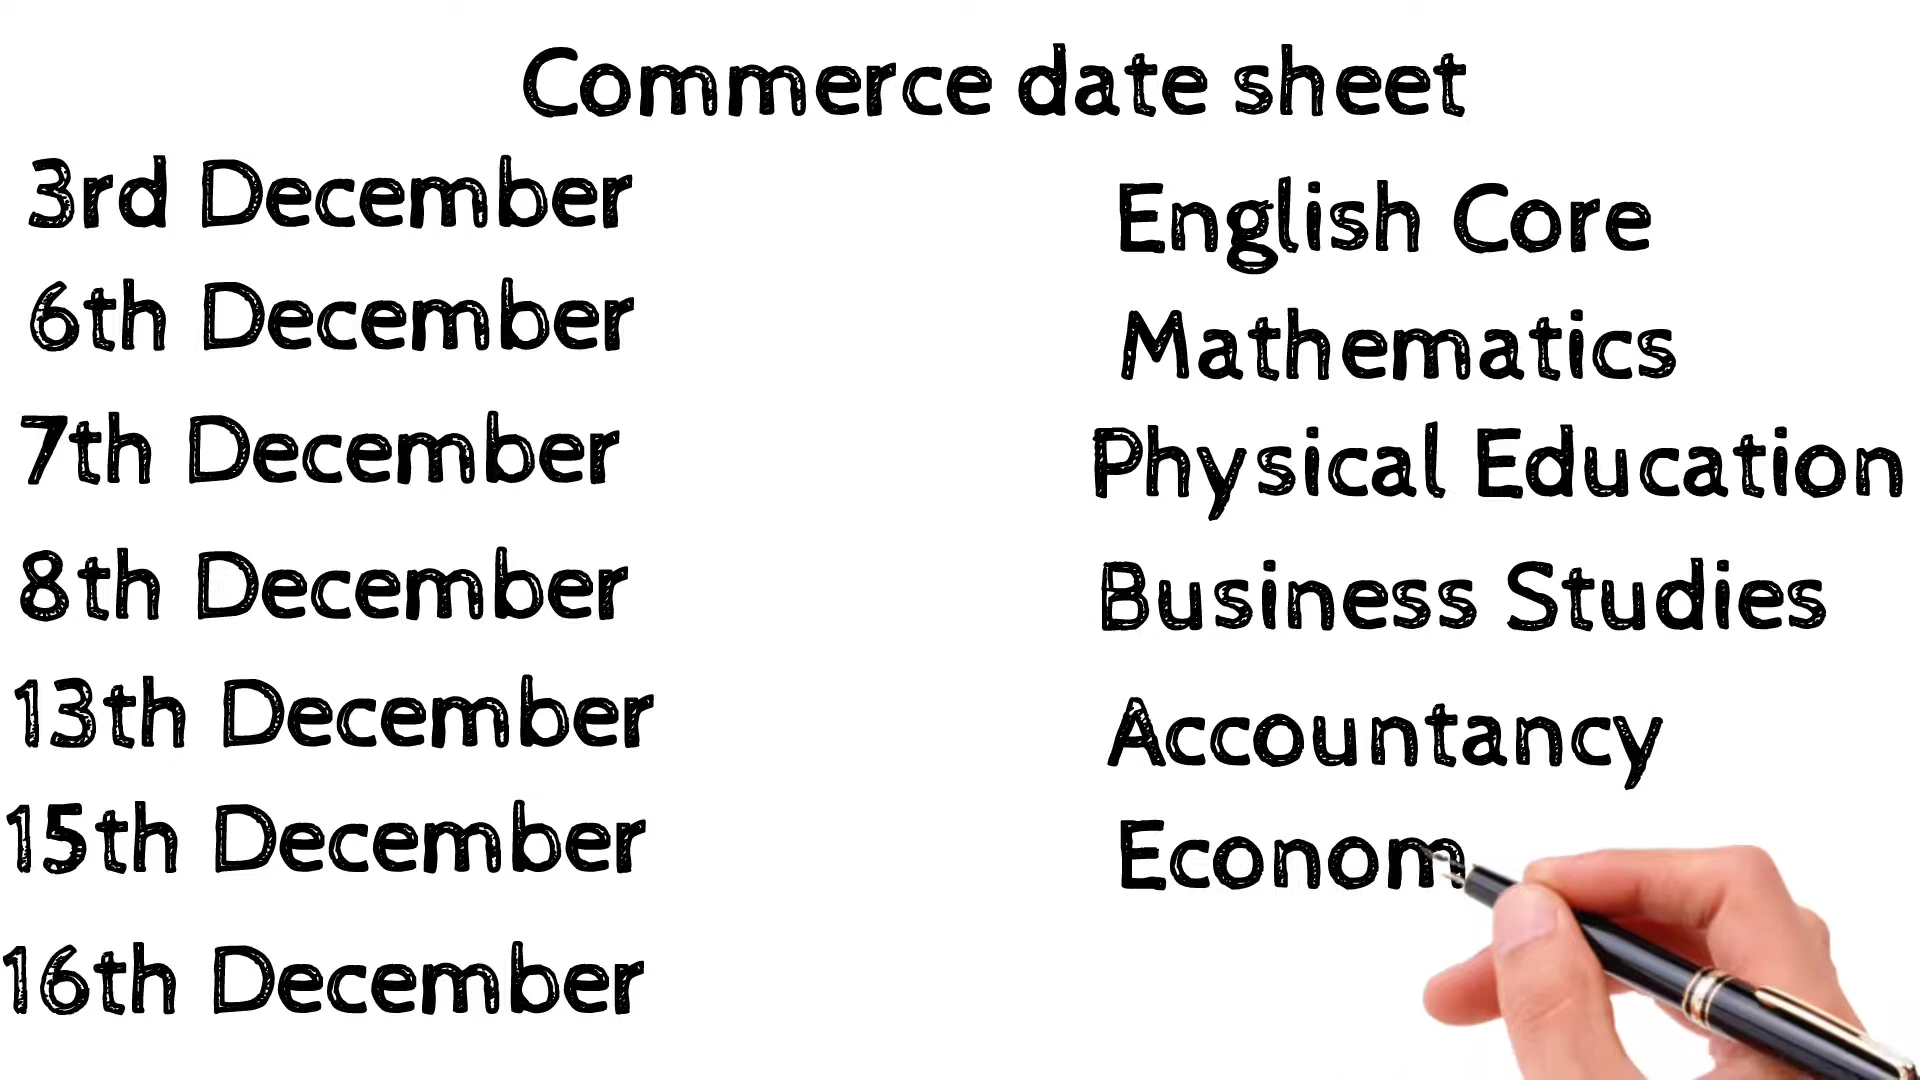 Commerce date sheet
3rd December English Core
6th December Mathematics
7th December Physical Education
8th December Business Studies
13th December Accountancy
15th December Econom
16th December